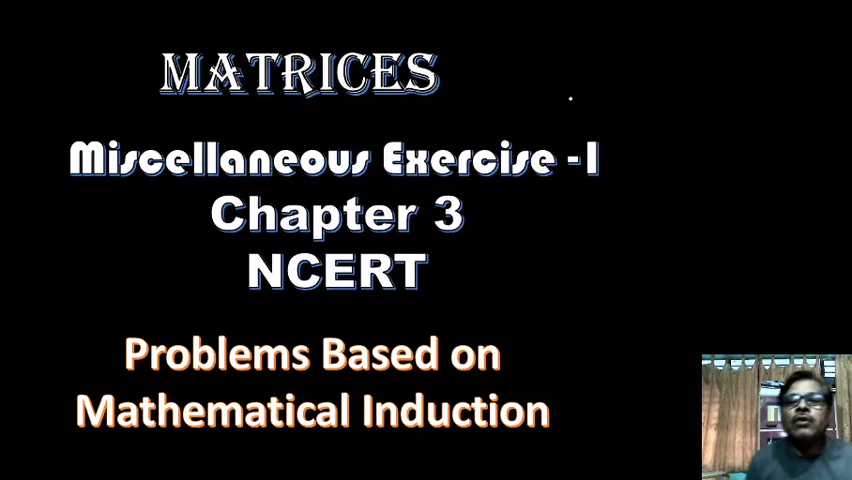 MATRICES
Miscellaneous Exercise -I
Chapter 3
NCERT
Problems Based on
Mathematical Induction